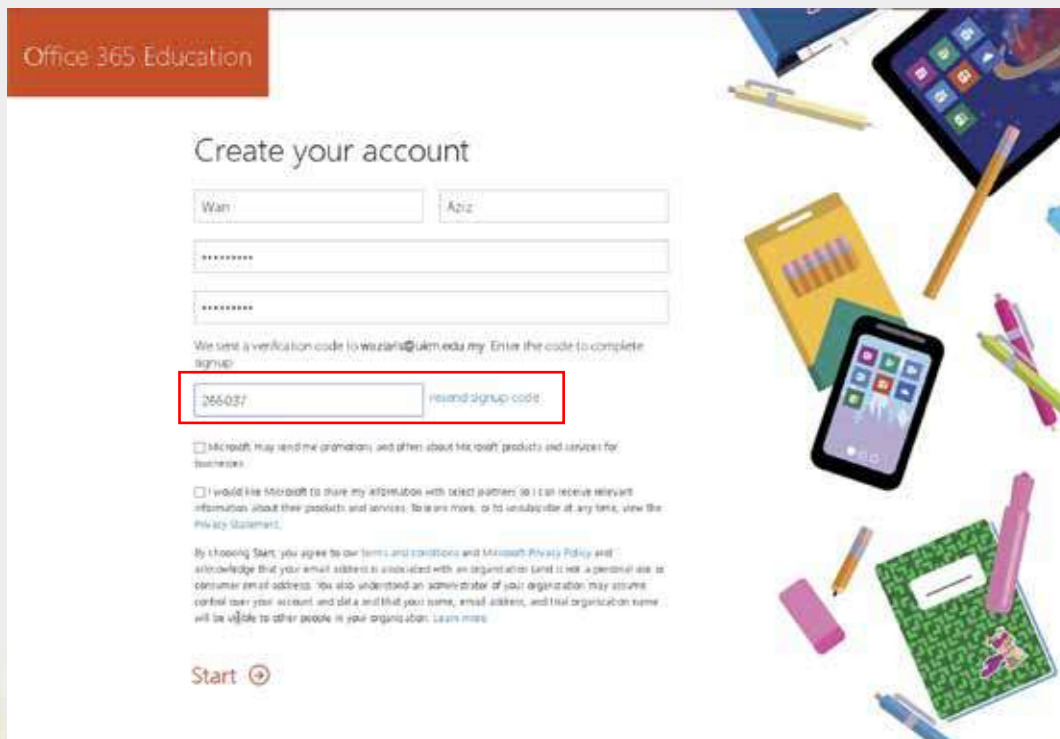 Office 365 Education
Create your account
Wan
Aziz
•••••••••
•••••••••
We sent a verification code to @ukm.edu.my. Enter the code to complete
signup
266037
resend signup code
Microsoft may send me promotions and offers about Microsoft products and services for
businesses.
I would like Microsoft to share my information with select partners so I can receive relevant
information about their products and services. To learn more, or to unsubscribe at any time, view the
Privacy Statement.
By choosing Start, you agree to our terms and conditions and Microsoft Privacy Policy and
acknowledge that your email address is associated with an organization (and is not a personal use or
consumer email address. You also understand an administrator of your organization may assume
control over your account and data and that your name, email address, and trial organization name
will be visible to other people in your organization. Learn more
Start